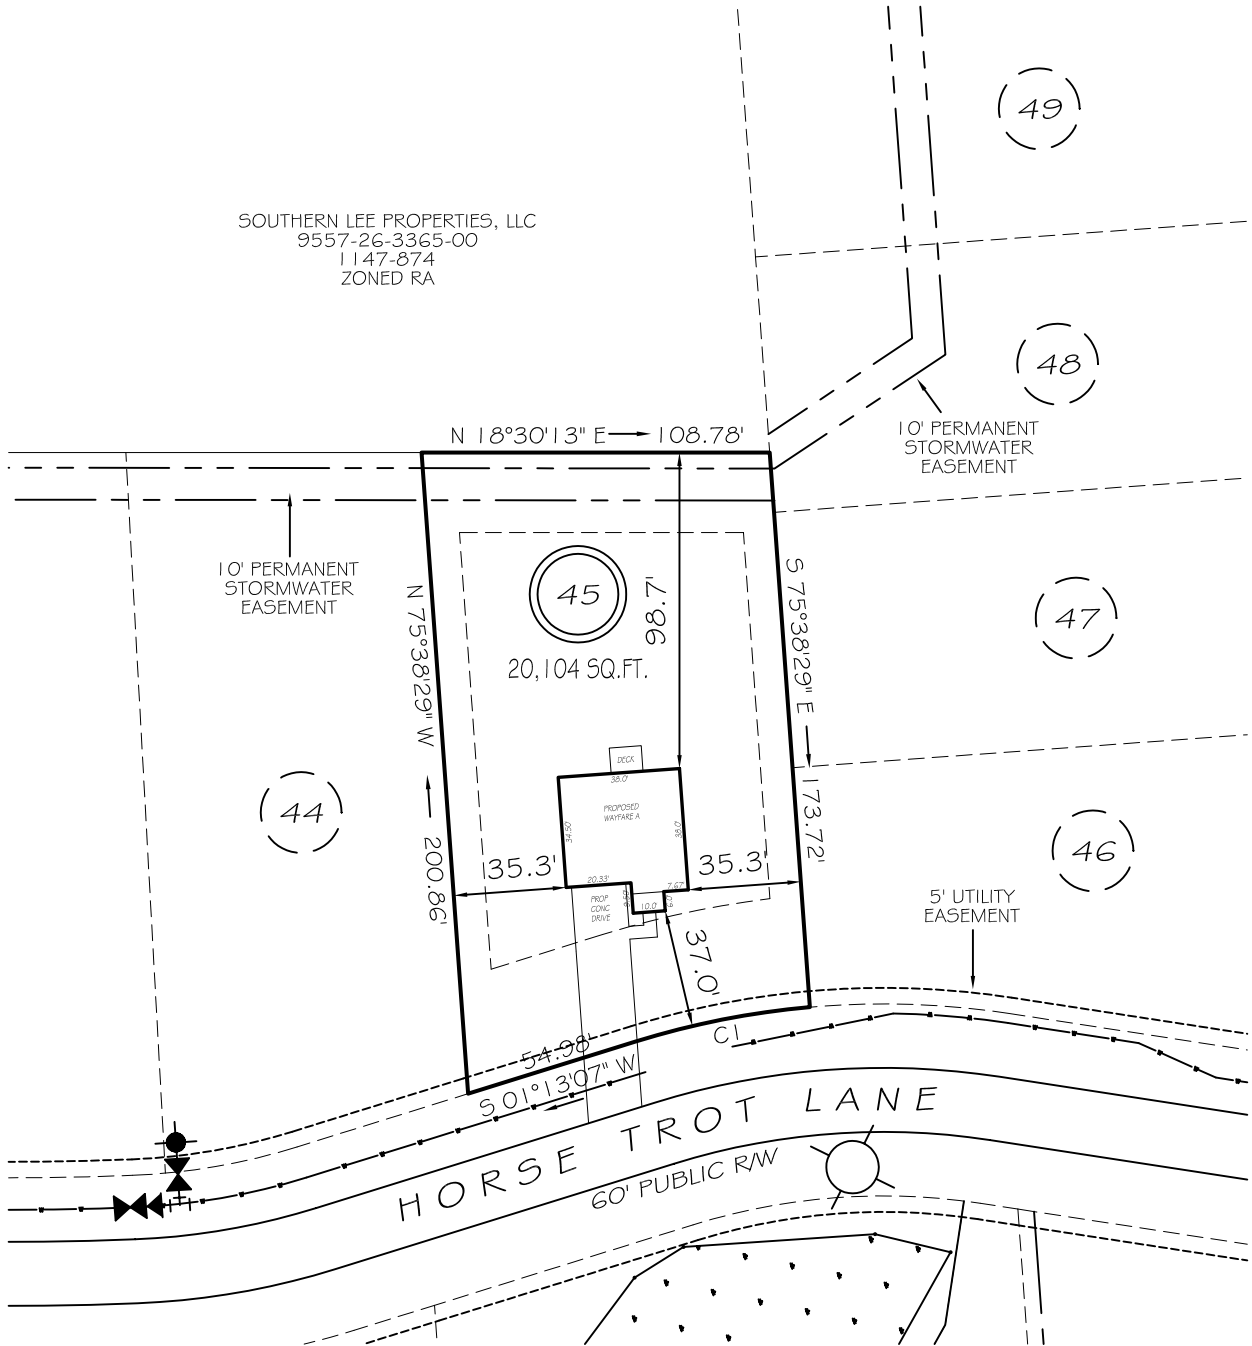 49
SOUTHERN LEE PROPERTIES, LLC
9557-26-3365-00
1147-874
ZONED RA
48
10' PERMANENT
STORMWATER
EASEMENT
N 18°30'13" E 108.78'
10' PERMANENT
STORMWATER
EASEMENT
45
20,104 SQ.FT.
98.7'
N 75°38'29" W 200.86'
S 75°38'29" E 173.72'
47
44
46
DECK
38.0'
PROPOSED
WAYFARE A
34.50'
38.0'
35.3'
35.3'
20.33'
7.67'
10.0'
6.0'
PROP
CONC
DRIVE
37.0'
5' UTILITY
EASEMENT
C1
54.98'
S 01°13'07" W
HORSE TROT LANE
60' PUBLIC R/W